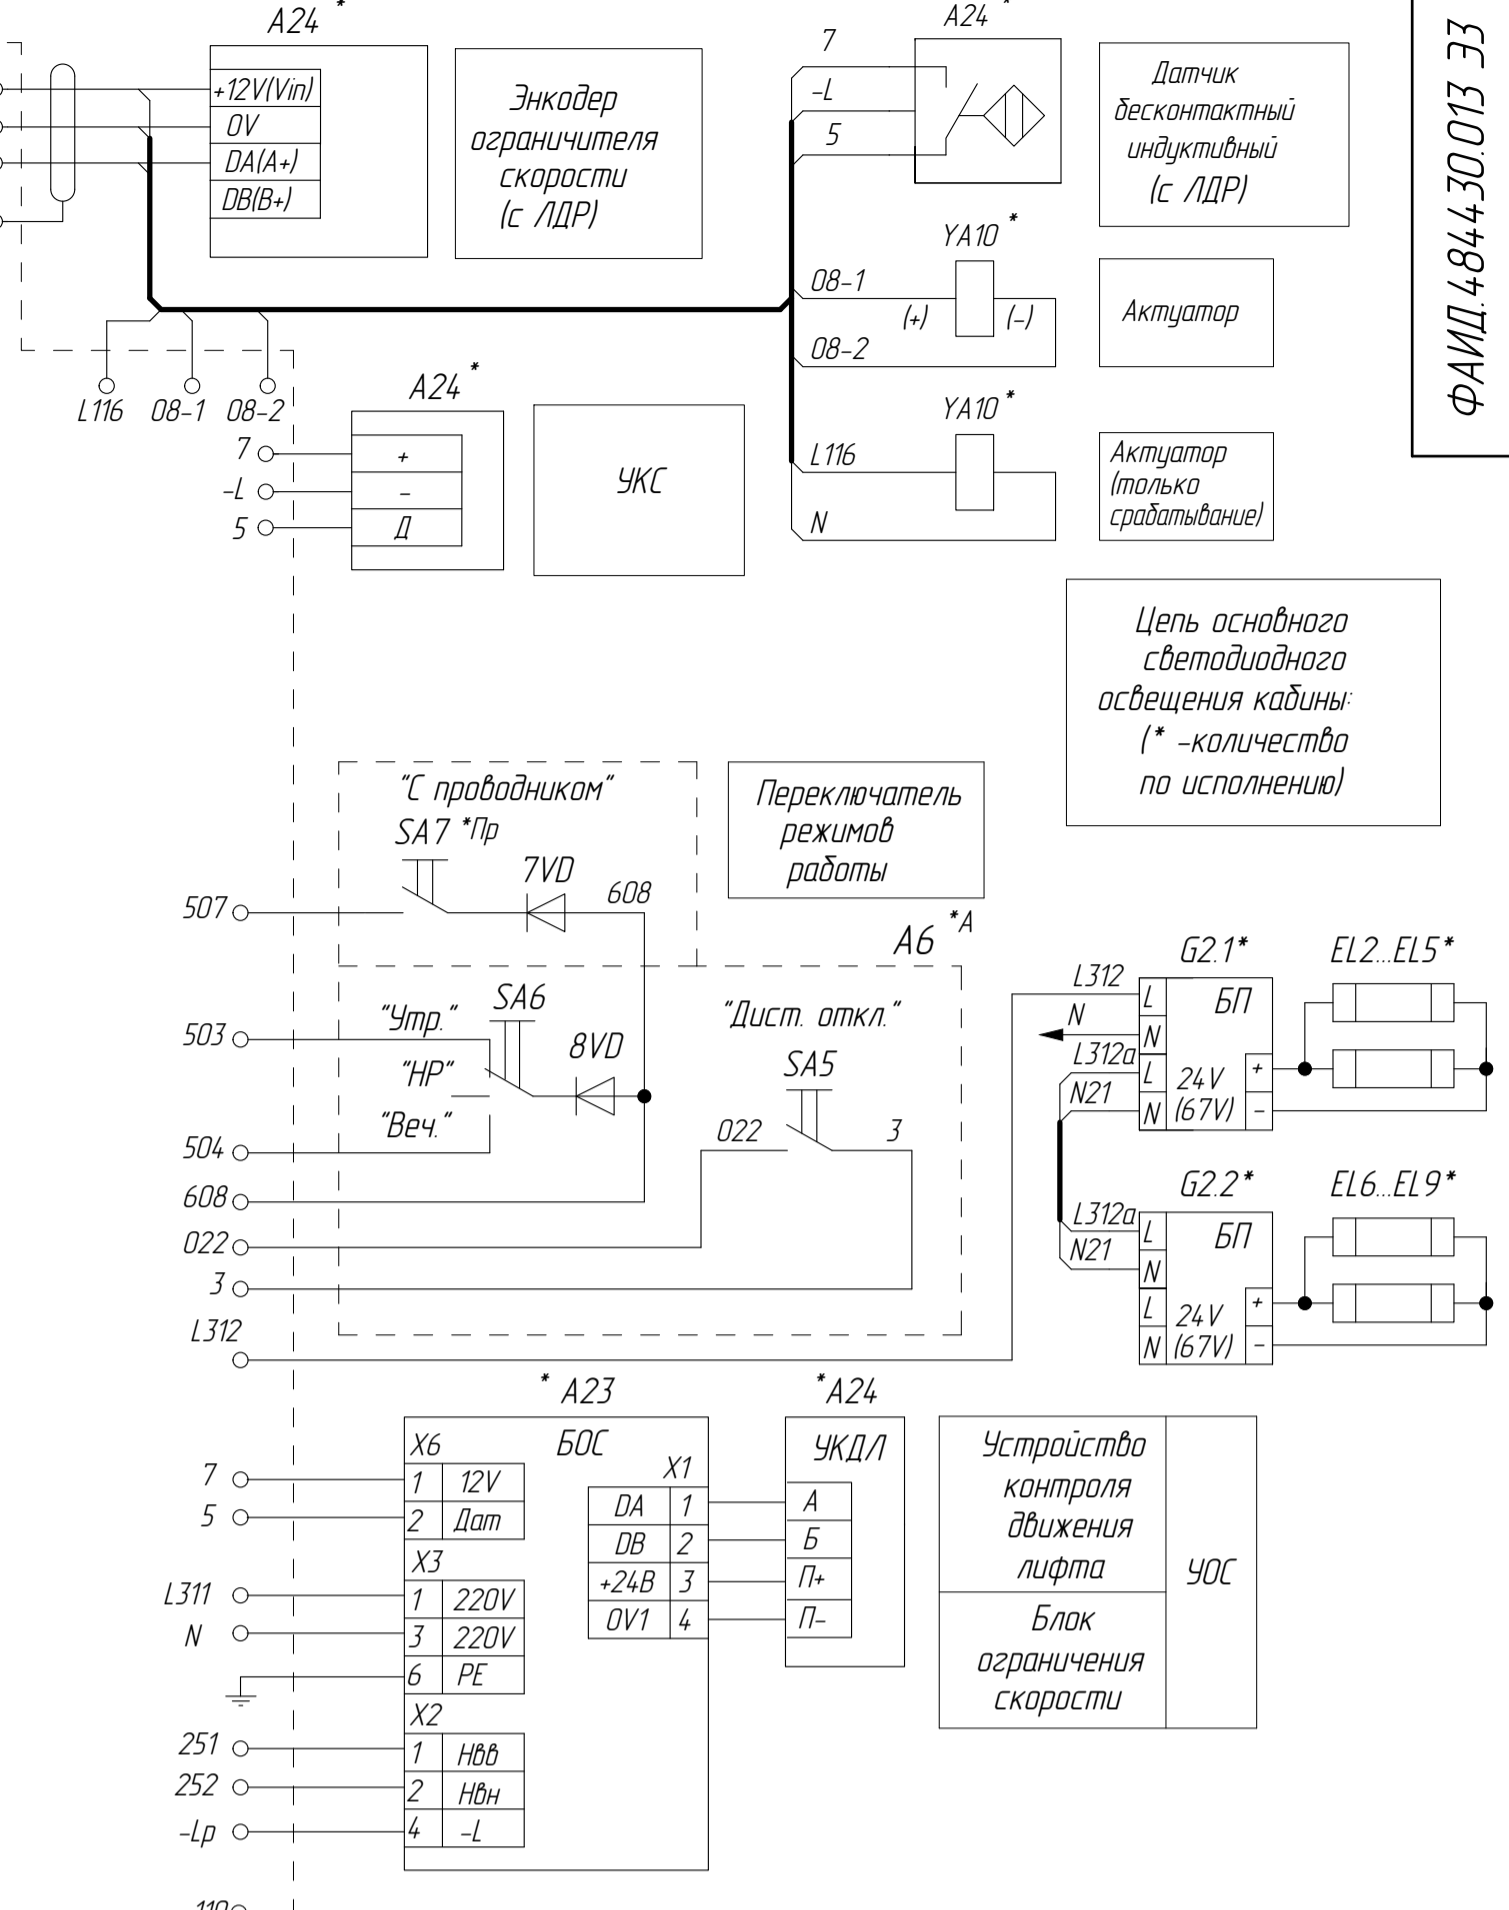 A24 *
+12V(Vin)
0V
DA(A+)
DB(B+)
Энкодер
ограничителя
скорости
(с ЛДР)
A24 *
7
-L
5
Датчик
бесконтактный
индуктивный
(с ЛДР)
ФАИД.484430.013 ЭЗ
YA10 *
08-1
(+)
(-)
08-2
Актуатор
L116
08-1
08-2
A24 *
7
+
-L
-
5
Д
УКС
YA10 *
L116
N
Актуатор
(только
срабатывание)
Цепь основного
светодиодного
освещения кабины:
(* -количество
по исполнению)
"С проводником"
SA7 *Пр
7VD
608
507
Переключатель
режимов
работы
A6 *A
"Утр."
SA6
503
"НР"
8VD
"Веч."
504
608
022
3
L312
"Дист. откл."
SA5
022
3
G2.1*
EL2...EL5*
L312
L
БП
N
N
L312a
L
24V
+
N21
N
(67V)
-
G2.2*
EL6...EL9*
L312a
L
БП
N21
N
L
24V
+
N
(67V)
-
* A23
БОС
X6
7
1
12V
5
2
Дат
X3
L311
1
220V
N
3
220V
6
PE
X2
251
1
Нвв
252
2
Нвн
-Lp
4
-L
X1
DA
1
DB
2
+24В
3
0V1
4
*A24
УКДЛ
А
Б
П+
П-
Устройство
контроля
движения
лифта
Блок
ограничения
скорости
УОС